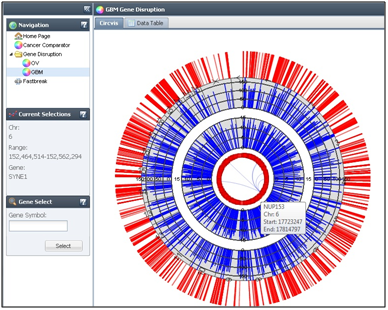 GBM Gene Disruption
Navigation
Home Page
Cancer Comparator
Gene Disruption
OV
GBM
Fastbreak
Current Selections
Chr:
6
Range:
152,464,514-152,562,294
Gene:
SYNE1
Gene Select
Gene Symbol:
Select
Circvis
Data Table
NUP153
Chr: 6
Start: 17723247
End: 17814797